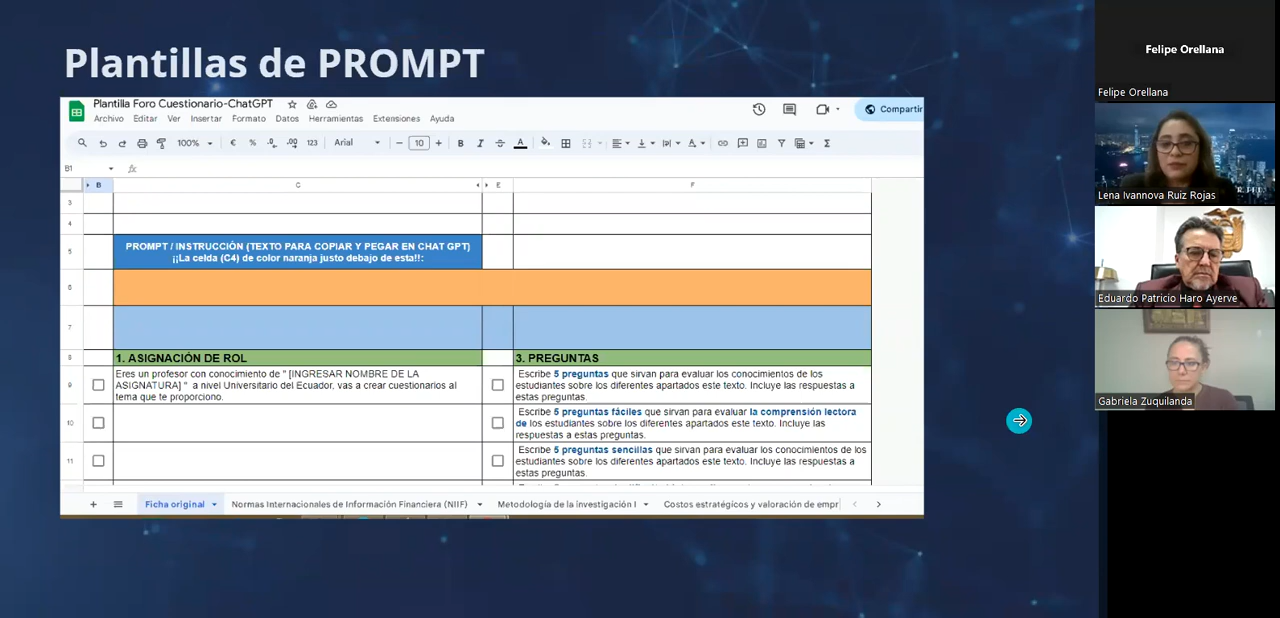 Plantillas de PROMPT
Plantilla Foro Cuestionario-ChatGPT
Archivo Editar Ver Insertar Formato Datos Herramientas Extensiones Ayuda
Compartir
100% € % .0 .00 123 Arial 10 B I A
B1 fx
B C E F
3
4
5
PROMPT / INSTRUCCIÓN (TEXTO PARA COPIAR Y PEGAR EN CHAT GPT)
¡¡La celda (C4) de color naranja justo debajo de esta!!:
6
7
8 1. ASIGNACIÓN DE ROL 3. PREGUNTAS
9
Eres un profesor con conocimiento de " [INGRESAR NOMBRE DE LA
ASIGNATURA] " a nivel Universitario del Ecuador, vas a crear cuestionarios al
tema que te proporciono.
Escribe 5 preguntas que sirvan para evaluar los conocimientos de los
estudiantes sobre los diferentes apartados este texto. Incluye las respuestas a
estas preguntas.
10
Escribe 5 preguntas fáciles que sirvan para evaluar la comprensión lectora
de los estudiantes sobre los diferentes apartados este texto. Incluye las
respuestas a estas preguntas.
11
Escribe 5 preguntas sencillas que sirvan para evaluar los conocimientos de los
estudiantes sobre los diferentes apartados este texto. Incluye las respuestas a
estas preguntas.
Ficha original Normas Internacionales de Información Financiera (NIIF) Metodología de la investigación I Costos estratégicos y valoración de empr
Felipe Orellana
Felipe Orellana
Lena Ivannova Ruiz Rojas
Eduardo Patricio Haro Ayerve
Gabriela Zuquilanda